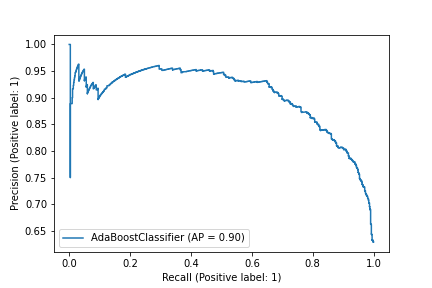 1.00
0.95
0.90
0.85
0.80
0.75
0.70
0.65
Precision (Positive label: 1)
AdaBoostClassifier (AP = 0.90)
0.0 0.2 0.4 0.6 0.8 1.0
Recall (Positive label: 1)